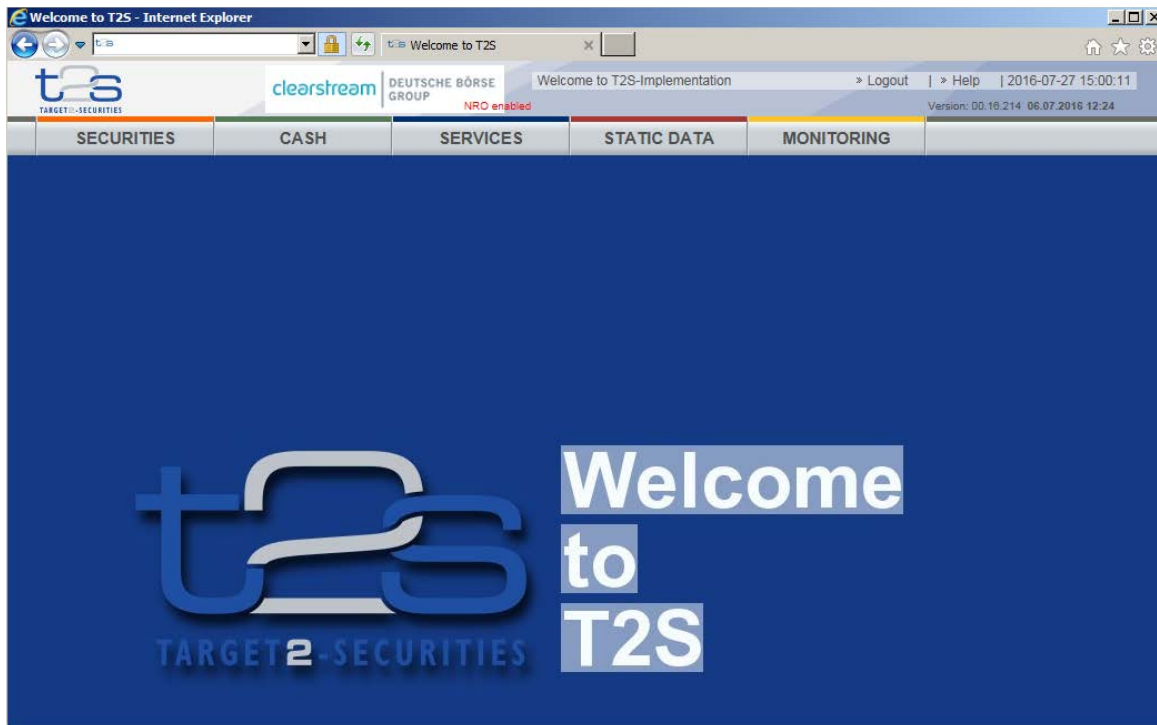 Welcome to T2S - Internet Explorer
t2s Welcome to T2S
t2s
TARGET2-SECURITIES
clearstream DEUTSCHE BÖRSE GROUP
NRO enabled
Welcome to T2S-Implementation » Logout | » Help | 2016-07-27 15:00:11
Version: 00.16.214 06.07.2016 12:24
SECURITIES CASH SERVICES STATIC DATA MONITORING
t2s
TARGET2-SECURITIES
Welcome
to
T2S